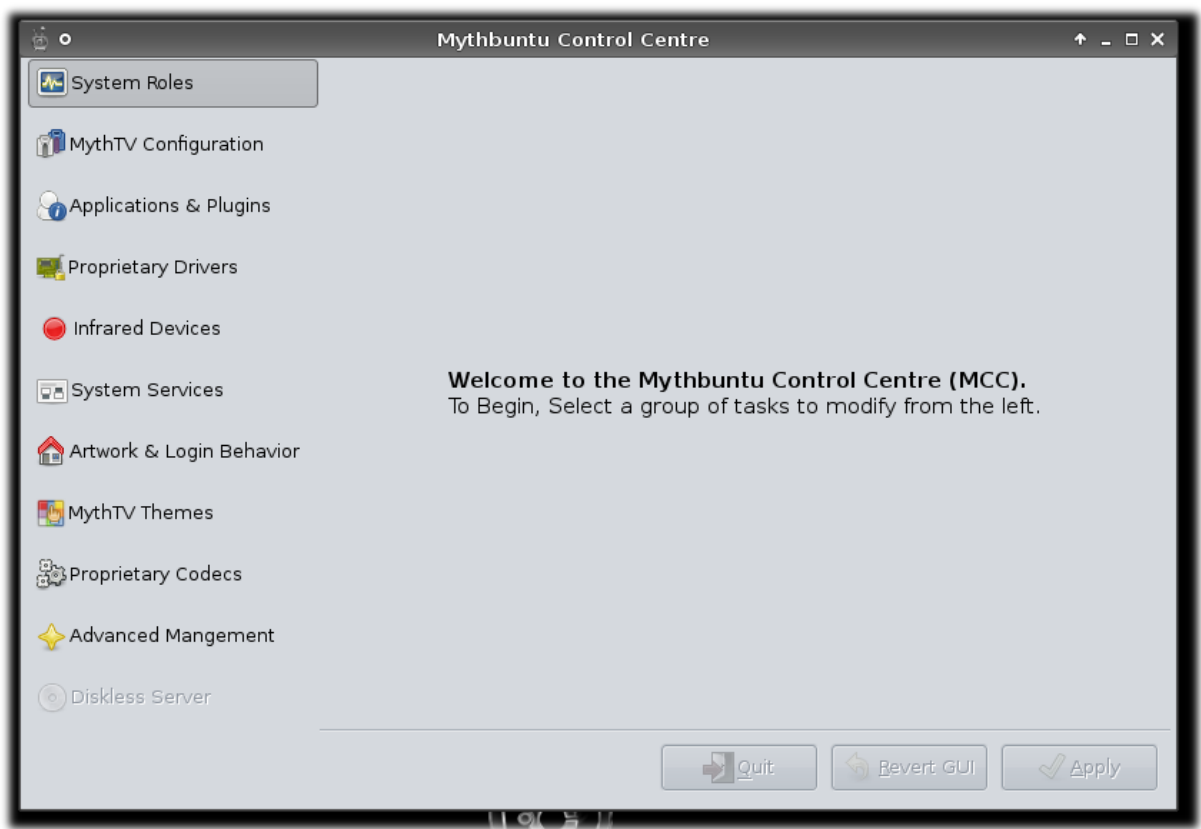 Mythbuntu Control Centre
System Roles
MythTV Configuration
Applications & Plugins
Proprietary Drivers
Infrared Devices
System Services
Artwork & Login Behavior
MythTV Themes
Proprietary Codecs
Advanced Mangement
Diskless Server
Welcome to the Mythbuntu Control Centre (MCC).
To Begin, Select a group of tasks to modify from the left.
Quit
Revert GUI
Apply